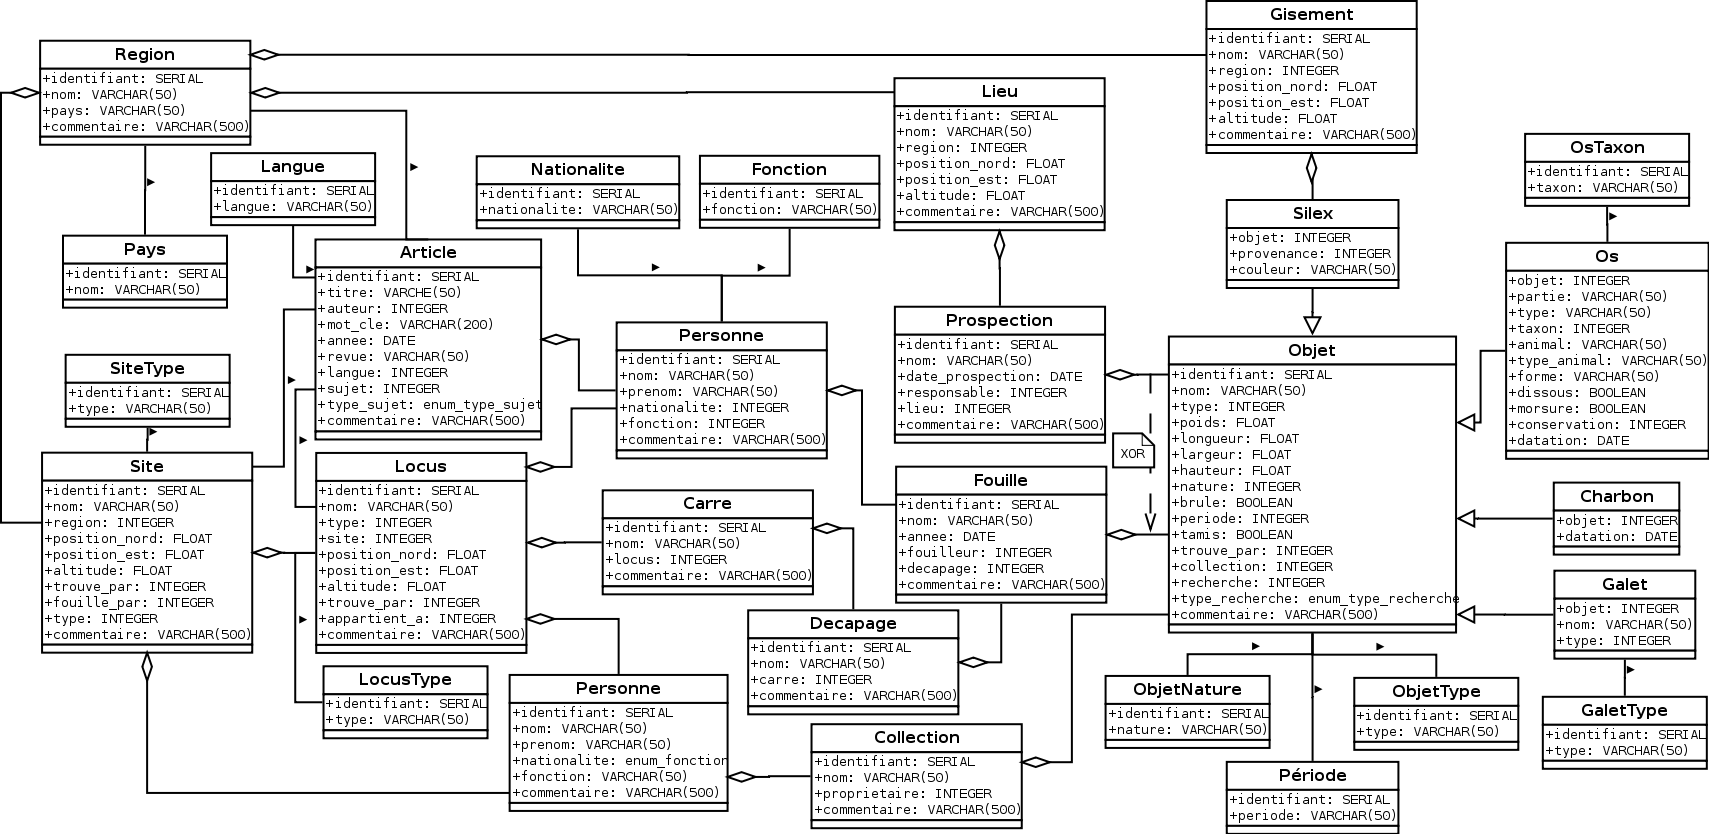 Region
+identifiant: SERIAL
+nom: VARCHAR(50)
+pays: VARCHAR(50)
+commentaire: VARCHAR(500)
Gisement
+identifiant: SERIAL
+nom: VARCHAR(50)
+region: INTEGER
+position_nord: FLOAT
+position_est: FLOAT
+altitude: FLOAT
+commentaire: VARCHAR(500)
Lieu
+identifiant: SERIAL
+nom: VARCHAR(50)
+region: INTEGER
+position_nord: FLOAT
+position_est: FLOAT
+altitude: FLOAT
+commentaire: VARCHAR(500)
Langue
+identifiant: SERIAL
+langue: VARCHAR(50)
Nationalite
+identifiant: SERIAL
+nationalite: VARCHAR(50)
Fonction
+identifiant: SERIAL
+fonction: VARCHAR(50)
OsTaxon
+identifiant: SERIAL
+taxon: VARCHAR(50)
Silex
+objet: INTEGER
+provenance: INTEGER
+couleur: VARCHAR(50)
Pays
+identifiant: SERIAL
+nom: VARCHAR(50)
Article
+identifiant: SERIAL
+titre: VARCHE(50)
+auteur: INTEGER
+mot_cle: VARCHAR(200)
+annee: DATE
+revue: VARCHAR(50)
+langue: INTEGER
+sujet: INTEGER
+type_sujet: enum_type_sujet
+commentaire: VARCHAR(500)
Os
+objet: INTEGER
+partie: VARCHAR(50)
+type: VARCHAR(50)
+taxon: INTEGER
+animal: VARCHAR(50)
+type_animal: VARCHAR(50)
+forme: VARCHAR(50)
+dissous: BOOLEAN
+morsure: BOOLEAN
+conservation: INTEGER
+datation: DATE
Personne
+identifiant: SERIAL
+nom: VARCHAR(50)
+prenom: VARCHAR(50)
+nationalite: INTEGER
+fonction: INTEGER
+commentaire: VARCHAR(500)
Prospection
+identifiant: SERIAL
+nom: VARCHAR(50)
+date_prospection: DATE
+responsable: INTEGER
+lieu: INTEGER
+commentaire: VARCHAR(500)
XOR
Objet
+identifiant: SERIAL
+nom: VARCHAR(50)
+type: INTEGER
+poids: FLOAT
+longueur: FLOAT
+largeur: FLOAT
+hauteur: FLOAT
+nature: INTEGER
+brule: BOOLEAN
+periode: INTEGER
+tamis: BOOLEAN
+trouve_par: INTEGER
+collection: INTEGER
+recherche: INTEGER
+type_recherche: enum_type_recherche
+commentaire: VARCHAR(500)
SiteType
+identifiant: SERIAL
+type: VARCHAR(50)
Site
+identifiant: SERIAL
+nom: VARCHAR(50)
+region: INTEGER
+position_nord: FLOAT
+position_est: FLOAT
+altitude: FLOAT
+trouve_par: INTEGER
+fouille_par: INTEGER
+type: INTEGER
+commentaire: VARCHAR(500)
Locus
+identifiant: SERIAL
+nom: VARCHAR(50)
+type: INTEGER
+site: INTEGER
+position_nord: FLOAT
+position_est: FLOAT
+altitude: FLOAT
+trouve_par: INTEGER
+appartient_a: INTEGER
+commentaire: VARCHAR(500)
Carre
+identifiant: SERIAL
+nom: VARCHAR(50)
+locus: INTEGER
+commentaire: VARCHAR(500)
Fouille
+identifiant: SERIAL
+nom: VARCHAR(50)
+annee: DATE
+fouilleur: INTEGER
+decapage: INTEGER
+commentaire: VARCHAR(500)
Charbon
+objet: INTEGER
+datation: DATE
Galet
+objet: INTEGER
+nom: VARCHAR(50)
+type: INTEGER
Decapage
+identifiant: SERIAL
+nom: VARCHAR(50)
+carre: INTEGER
+commentaire: VARCHAR(500)
LocusType
+identifiant: SERIAL
+type: VARCHAR(50)
Personne
+identifiant: SERIAL
+nom: VARCHAR(50)
+prenom: VARCHAR(50)
+nationalite: enum_fonction
+fonction: VARCHAR(50)
+commentaire: VARCHAR(500)
Collection
+identifiant: SERIAL
+nom: VARCHAR(50)
+proprietaire: INTEGER
+commentaire: VARCHAR(500)
ObjetNature
+identifiant: SERIAL
+nature: VARCHAR(50)
ObjetType
+identifiant: SERIAL
+type: VARCHAR(50)
GaletType
+identifiant: SERIAL
+type: VARCHAR(50)
Période
+identifiant: SERIAL
+periode: VARCHAR(50)